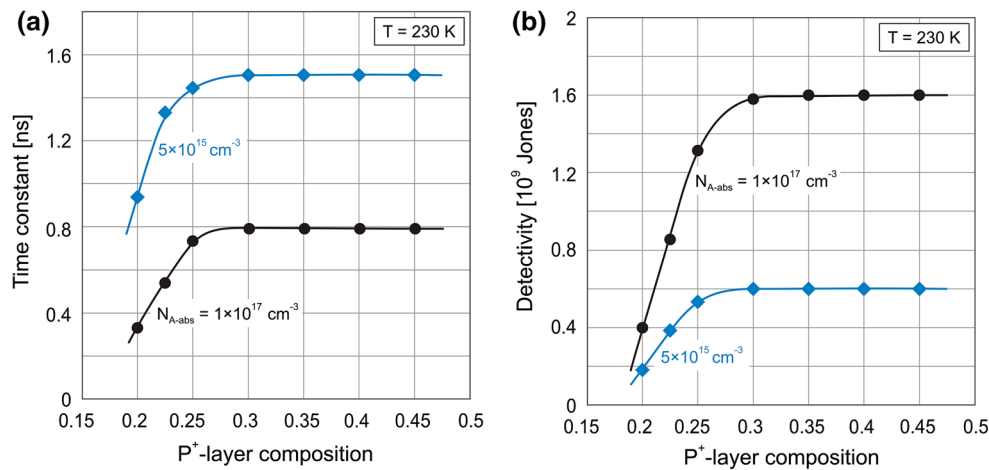 (a)
T = 230 K
1.6
1.2
0.8
0.4
0
Time constant [ns]
5×10¹⁵ cm⁻³
N_A-abs = 1×10¹⁷ cm⁻³
0.15 0.2 0.25 0.3 0.35 0.4 0.45 0.5
P⁺-layer composition
(b)
T = 230 K
2
1.6
1.2
0.8
0.4
0
Detectivity [10⁹ Jones]
N_A-abs = 1×10¹⁷ cm⁻³
5×10¹⁵ cm⁻³
0.15 0.2 0.25 0.3 0.35 0.4 0.45 0.5
P⁺-layer composition